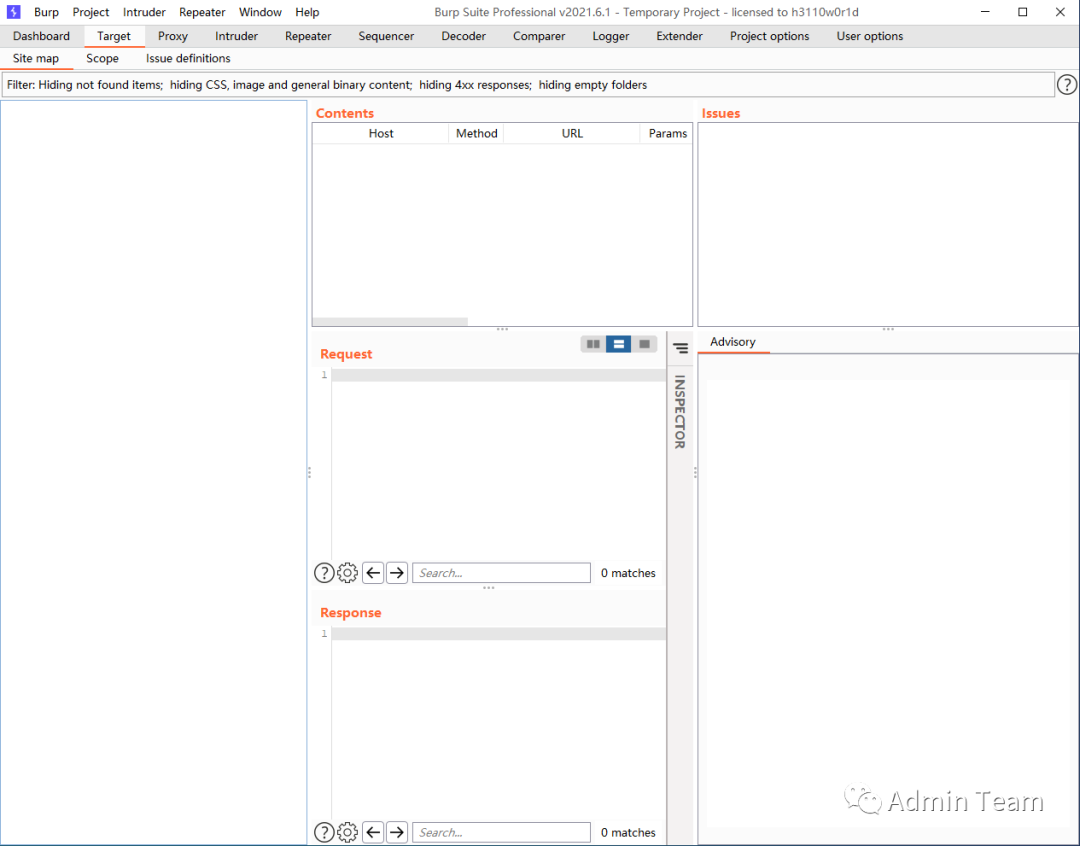 Burp Project Intruder Repeater Window Help Burp Suite Professional v2021.6.1 - Temporary Project - licensed to h3110w0r1d
Dashboard Target Proxy Intruder Repeater Sequencer Decoder Comparer Logger Extender Project options User options
Site map Scope Issue definitions
Filter: Hiding not found items; hiding CSS, image and general binary content; hiding 4xx responses; hiding empty folders ?
Contents
Host Method URL Params
Issues
Request
1
INSPECTOR
? Search... 0 matches
Response
1
? Search... 0 matches
Advisory
Admin Team